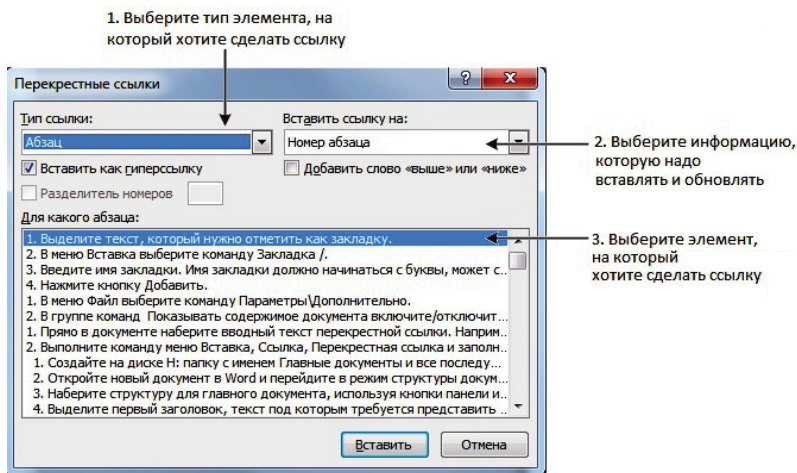 1. Выберите тип элемента, на
который хотите сделать ссылку
Перекрестные ссылки
Тип ссылки:
Вставить ссылку на:
Абзац
Номер абзаца
2. Выберите информацию,
которую надо
вставлять и обновлять
Вставить как гиперссылку
Добавить слово «выше» или «ниже»
Разделитель номеров
Для какого абзаца:
1. Выделите текст, который нужно отметить как закладку.
2. В меню Вставка выберите команду Закладка /.
3. Введите имя закладки. Имя закладки должно начинаться с буквы, может с...
4. Нажмите кнопку Добавить.
1. В меню Файл выберите команду Параметры\Дополнительно.
2. В группе команд Показывать содержимое документа включите/отключит...
1. Прямо в документе наберите вводный текст перекрестной ссылки. Наприм...
2. Выполните команду меню Вставка, Ссылка, Перекрестная ссылка и заполн...
1. Создайте на диске H: папку с именем Главные документы и все последу...
2. Откройте новый документ в Word и перейдите в режим структуры докум...
3. Наберите структуру для главного документа, используя кнопки панели и...
4. Выделите первый заголовок, текст под которым требуется представить ...
3. Выберите элемент,
на который
хотите сделать ссылку
Вставить
Отмена